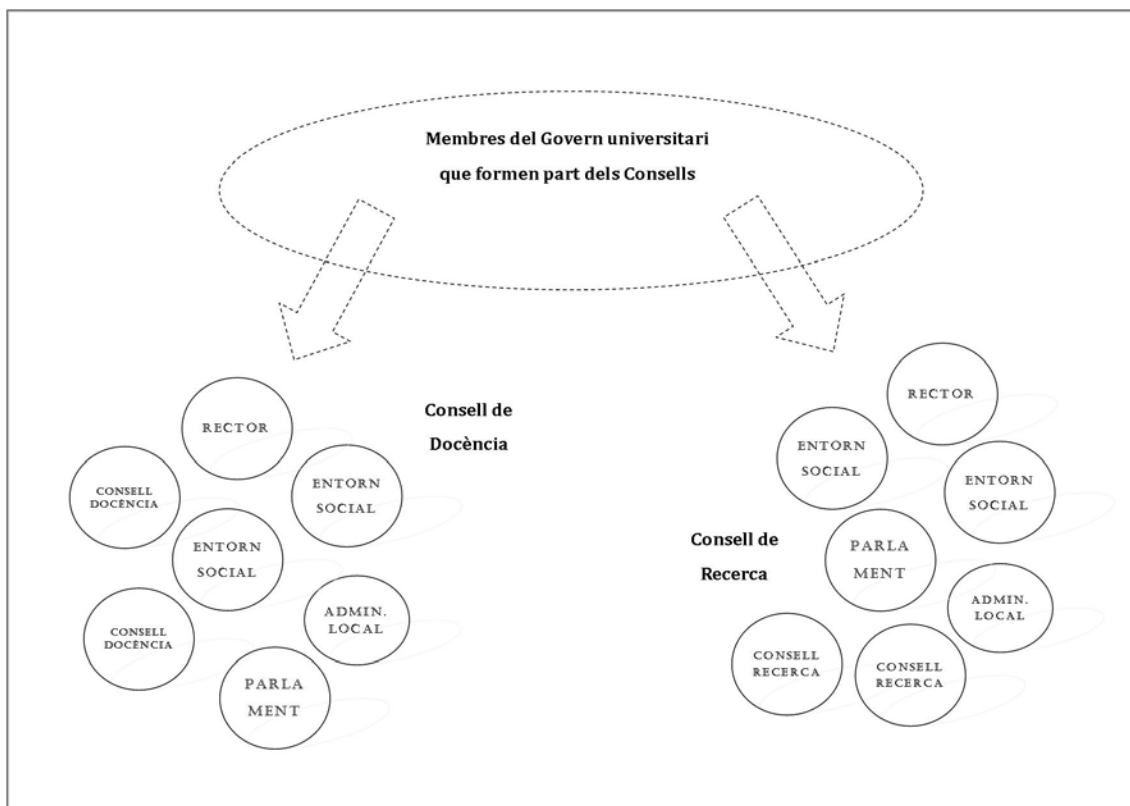 Membres del Govern universitari
que formen part dels Consells
Consell de
Docència
RECTOR
CONSELL
DOCÈNCIA
ENTORN
SOCIAL
ENTORN
SOCIAL
CONSELL
DOCÈNCIA
ADMIN.
LOCAL
PARLA
MENT
Consell de
Recerca
RECTOR
ENTORN
SOCIAL
ENTORN
SOCIAL
PARLA
MENT
ADMIN.
LOCAL
CONSELL
RECERCA
CONSELL
RECERCA